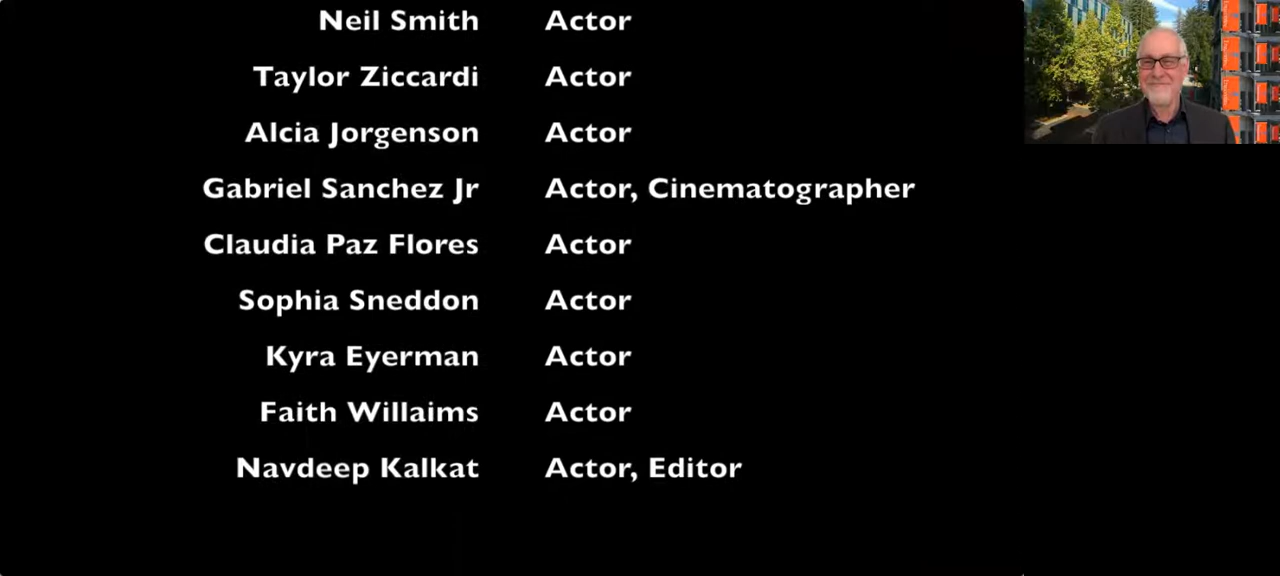 Neil Smith Actor
Taylor Ziccardi Actor
Alcia Jorgenson Actor
Gabriel Sanchez Jr Actor, Cinematographer
Claudia Paz Flores Actor
Sophia Sneddon Actor
Kyra Eyerman Actor
Faith Willaims Actor
Navdeep Kalkat Actor, Editor